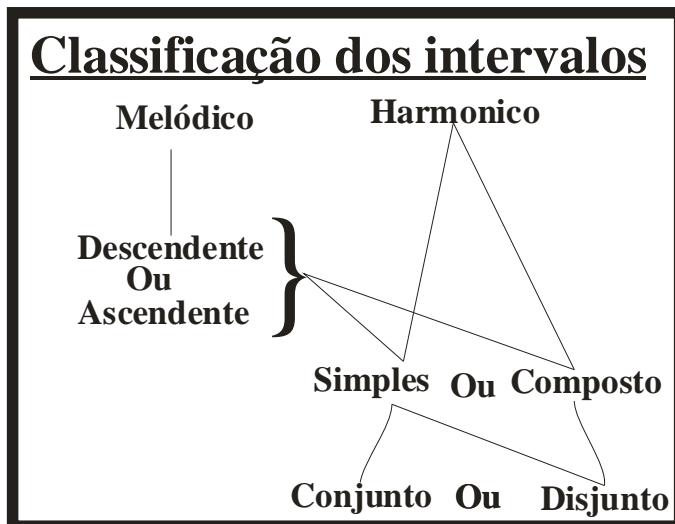 Classificação dos intervalos
Melódico Harmonico
Descendente
Ou
Ascendente
Simples Ou Composto
Conjunto Ou Disjunto